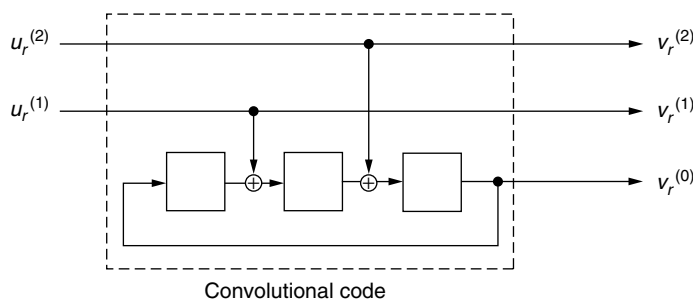 u_r^(2) v_r^(2)
u_r^(1) v_r^(1)
+ + v_r^(0)
Convolutional code